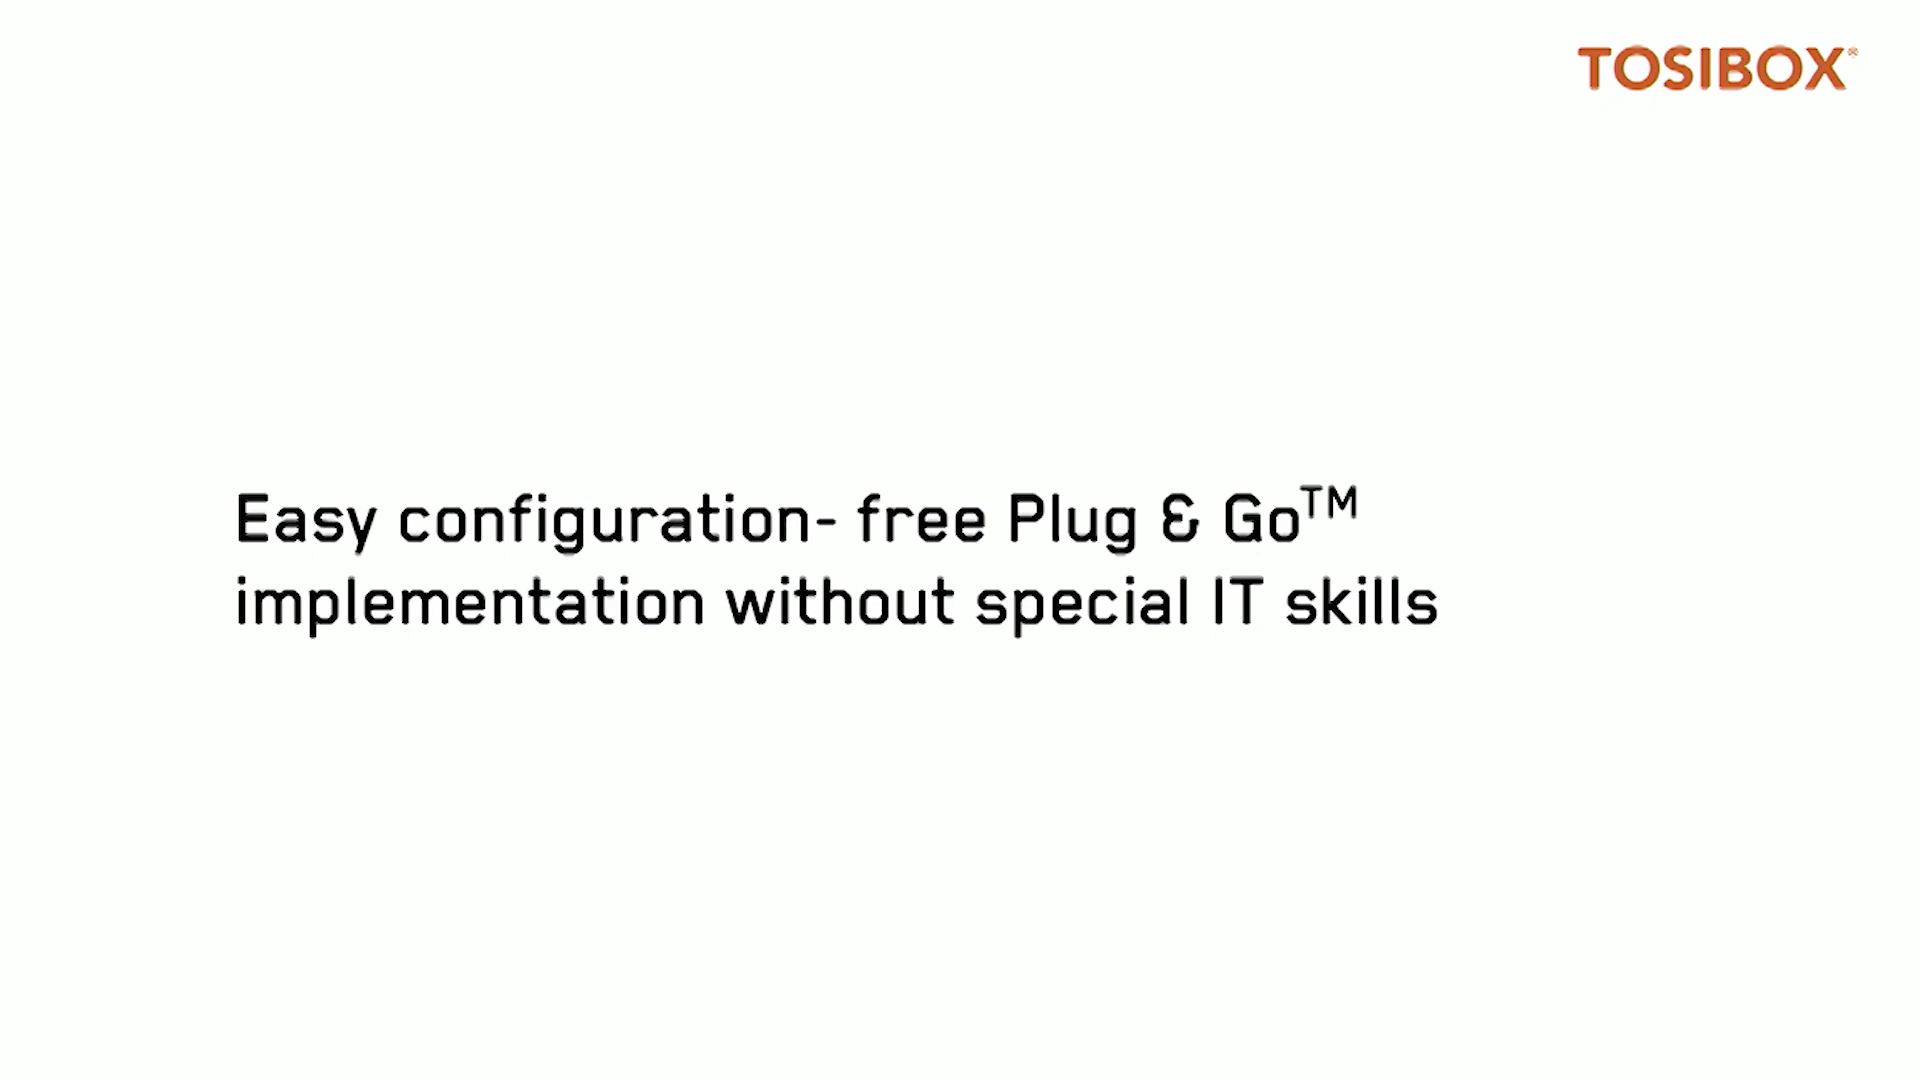 TOSIBOX®
Easy configuration- free Plug & Go™
implementation without special IT skills